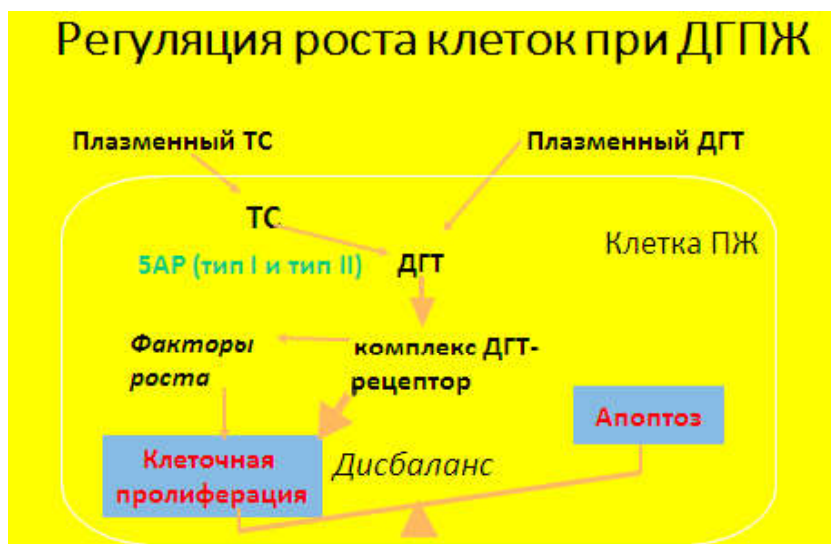 Регуляция роста клеток при ДГПЖ
Плазменный ТС
Плазменный ДГТ
ТС
Клетка ПЖ
5АР (тип I и тип II)
ДГТ
Факторы
роста
комплекс ДГТ-
рецептор
Апоптоз
Клеточная
пролиферация
Дисбаланс